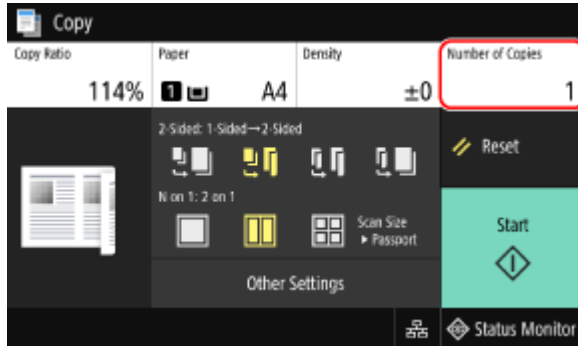 Copy
Copy Ratio
114%
Paper
1 A4
Density
±0
Number of Copies
1
2-Sided: 1-Sided→2-Sided
N on 1: 2 on 1
Scan Size
▸ Passport
Other Settings
Reset
Start
Status Monitor